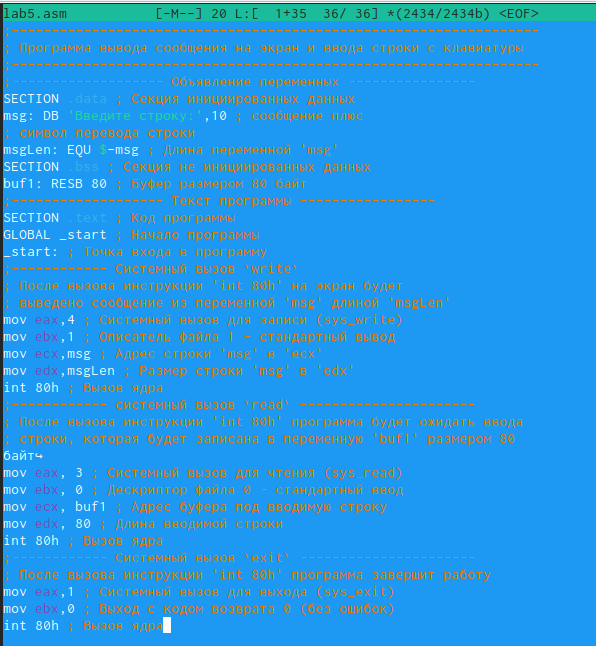 lab5.asm [-M--] 20 L:[ 1+35 36/ 36] *(2434/2434b) <EOF>
;---------------------------------------------------------------
; Программа вывода сообщения на экран и ввода строки с клавиатуры
;---------------------------------------------------------------
;------------------- Объявление переменных -----------------
SECTION .data ; Секция инициированных данных
msg: DB 'Введите строку:',10 ; сообщение плюс
; символ перевода строки
msgLen: EQU $-msg ; Длина переменной 'msg'
SECTION .bss ; Секция не инициированных данных
buf1: RESB 80 ; Буфер размером 80 байт
;------------------- Текст программы -----------------
SECTION .text ; Код программы
GLOBAL _start ; Начало программы
_start: ; Точка входа в программу
;------------ Системный вызов `write`
; После вызова инструкции 'int 80h' на экран будет
; выведено сообщение из переменной 'msg' длиной 'msgLen'
mov eax,4 ; Системный вызов для записи (sys_write)
mov ebx,1 ; Описатель файла 1 - стандартный вывод
mov ecx,msg ; Адрес строки 'msg' в 'ecx'
mov edx,msgLen ; Размер строки 'msg' в 'edx'
int 80h ; Вызов ядра
;------------ системный вызов `read` ----------------------
; После вызова инструкции 'int 80h' программа будет ожидать ввода
; строки, которая будет записана в переменную 'buf1' размером 80
байт↪
mov eax, 3 ; Системный вызов для чтения (sys_read)
mov ebx, 0 ; Дескриптор файла 0 - стандартный ввод
mov ecx, buf1 ; Адрес буфера под вводимую строку
mov edx, 80 ; Длина вводимой строки
int 80h ; Вызов ядра
;------------ Системный вызов `exit` ----------------------
; После вызова инструкции 'int 80h' программа завершит работу
mov eax,1 ; Системный вызов для выхода (sys_exit)
mov ebx,0 ; Выход с кодом возврата 0 (без ошибок)
int 80h ; Вызов ядра